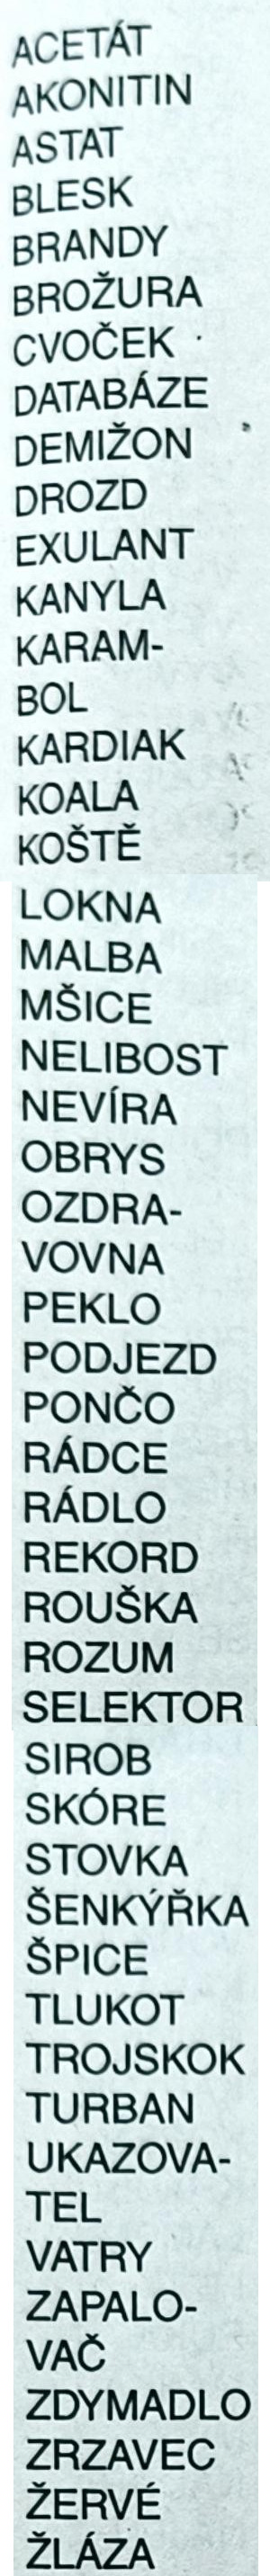 ACETÁT
AKONITIN
ASTAT
BLESK
BRANDY
BROŽURA
CVOČEK
DATABÁZE
DEMIŽON
DROZD
EXULANT
KANYLA
KARAM-
BOL
KARDIAK
KOALA
KOŠTĚ
LOKNA
MALBA
MŠICE
NELIBOST
NEVÍRA
OBRYS
OZDRA-
VOVNA
PEKLO
PODJEZD
PONČO
RÁDCE
RÁDLO
REKORD
ROUŠKA
ROZUM
SELEKTOR
SIROB
SKÓRE
STOVKA
ŠENKÝŘKA
ŠPICE
TLUKOT
TROJSKOK
TURBAN
UKAZOVA-
TEL
VATRY
ZAPALO-
VAČ
ZDYMADLO
ZRZAVEC
ŽERVÉ
ŽLÁZA